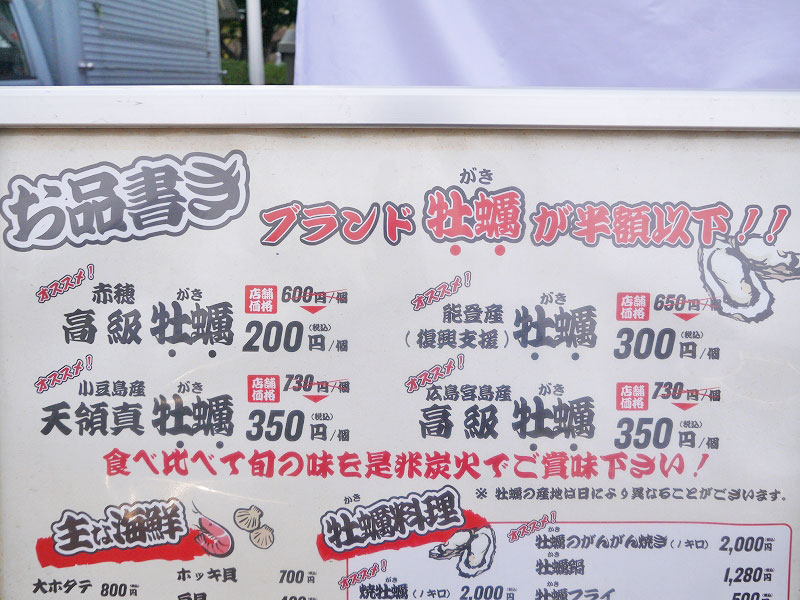 お品書き
ブランド牡蠣が半額以下!!
がき
オススメ!
赤穂
高級牡蠣
がき
店舗価格 600円/個
200円/個
(税込)
オススメ!
能登産
(復興支援)
牡蠣
がき
店舗価格 650円/個
300円/個
(税込)
オススメ!
小豆島産
天領真牡蠣
がき
店舗価格 730円/個
350円/個
(税込)
オススメ!
広島宮島産
高級牡蠣
がき
店舗価格 730円/個
350円/個
(税込)
食べ比べて旬の味を是非炭火でご賞味下さい!
※ 牡蠣の産地は日により異なることがございます。
主な海鮮
大ホタテ 800円
ホッキ貝 700円
牡蠣料理
かき
オススメ!
焼牡蠣(1キロ) 2,000円
オススメ!
牡蠣のがんがん焼き(1キロ) 2,000円
牡蠣鍋 1,280円
牡蠣フライ